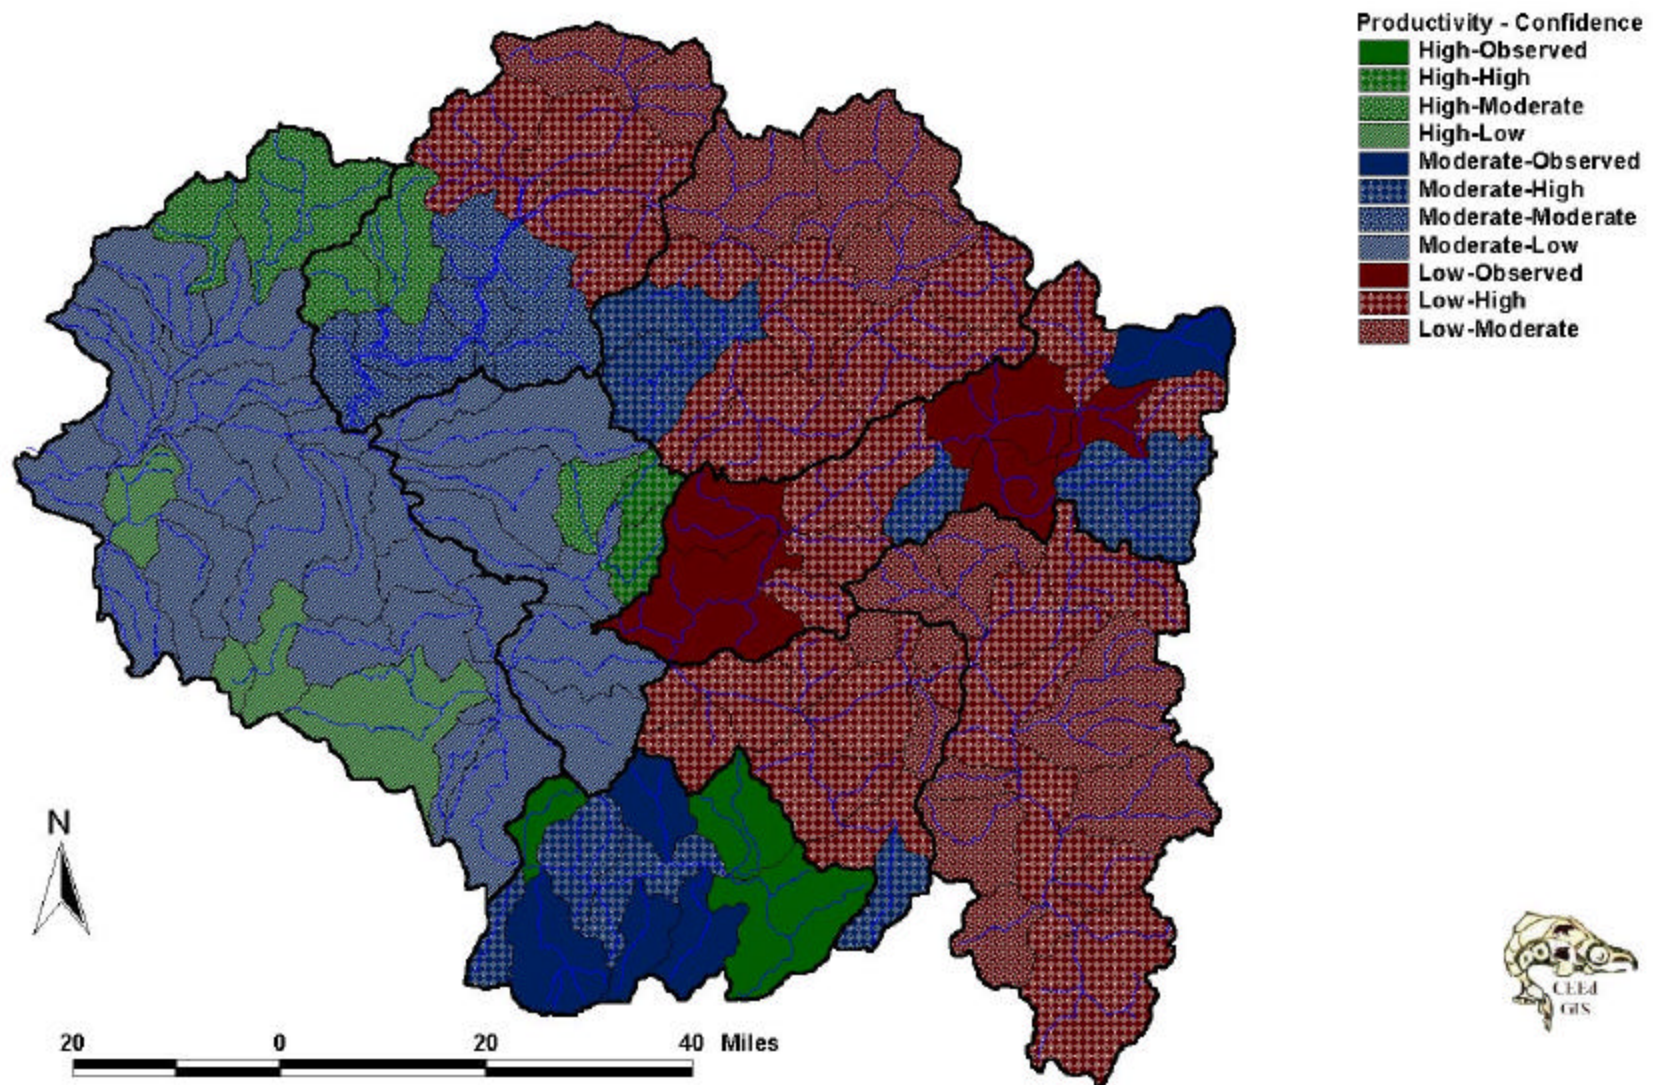 Productivity - Confidence
High-Observed
High-High
High-Moderate
High-Low
Moderate-Observed
Moderate-High
Moderate-Moderate
Moderate-Low
Low-Observed
Low-High
Low-Moderate
N
CEEd
GIS
20 0 20 40 Miles